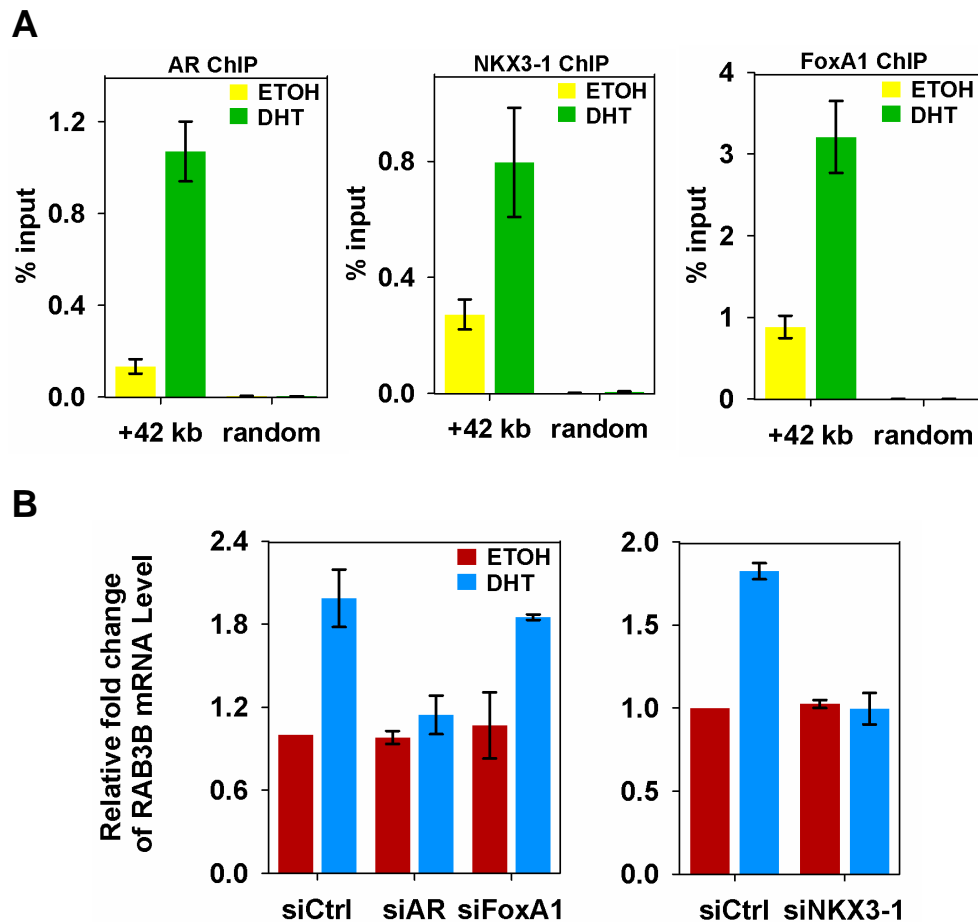 A
AR ChIP
ETOH
DHT
% input
1.2
0.8
0.4
0.0
+42 kb random
NKX3-1 ChIP
ETOH
DHT
% input
0.8
0.4
0.0
+42 kb random
FoxA1 ChIP
ETOH
DHT
% input
4
3
2
1
0
+42 kb random
B
Relative fold change
of RAB3B mRNA Level
2.4
1.8
1.2
0.6
0.0
ETOH
DHT
siCtrl siAR siFoxA1
2.0
1.5
1.0
0.5
0.0
siCtrl siNKX3-1